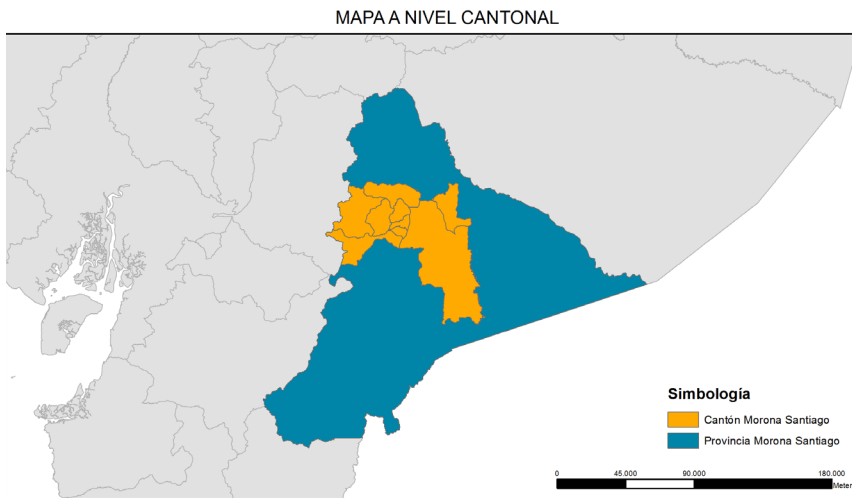 MAPA A NIVEL CANTONAL
Simbología
Cantón Morona Santiago
Provincia Morona Santiago
0 45.000 90.000 180.000
Meter